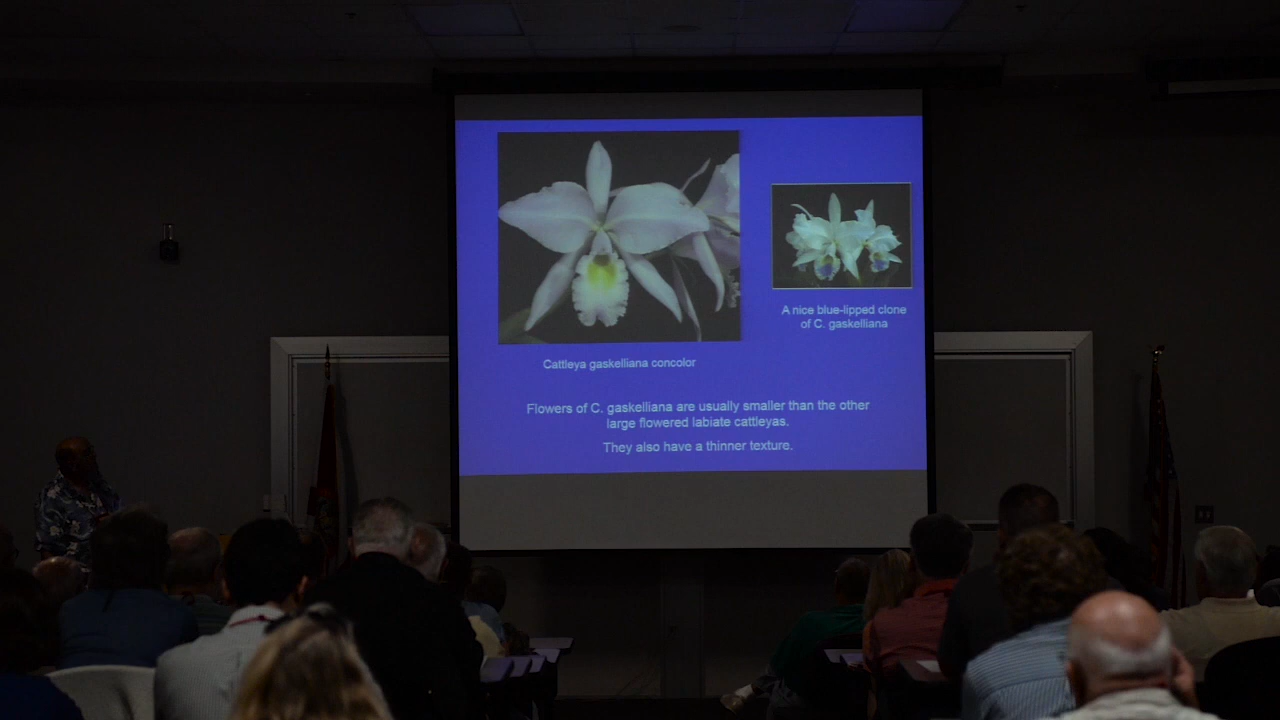 A nice blue-lipped clone
of C. gaskelliana
Cattleya gaskelliana concolor
Flowers of C. gaskelliana are usually smaller than the other
large flowered labiate cattleyas.
They also have a thinner texture.